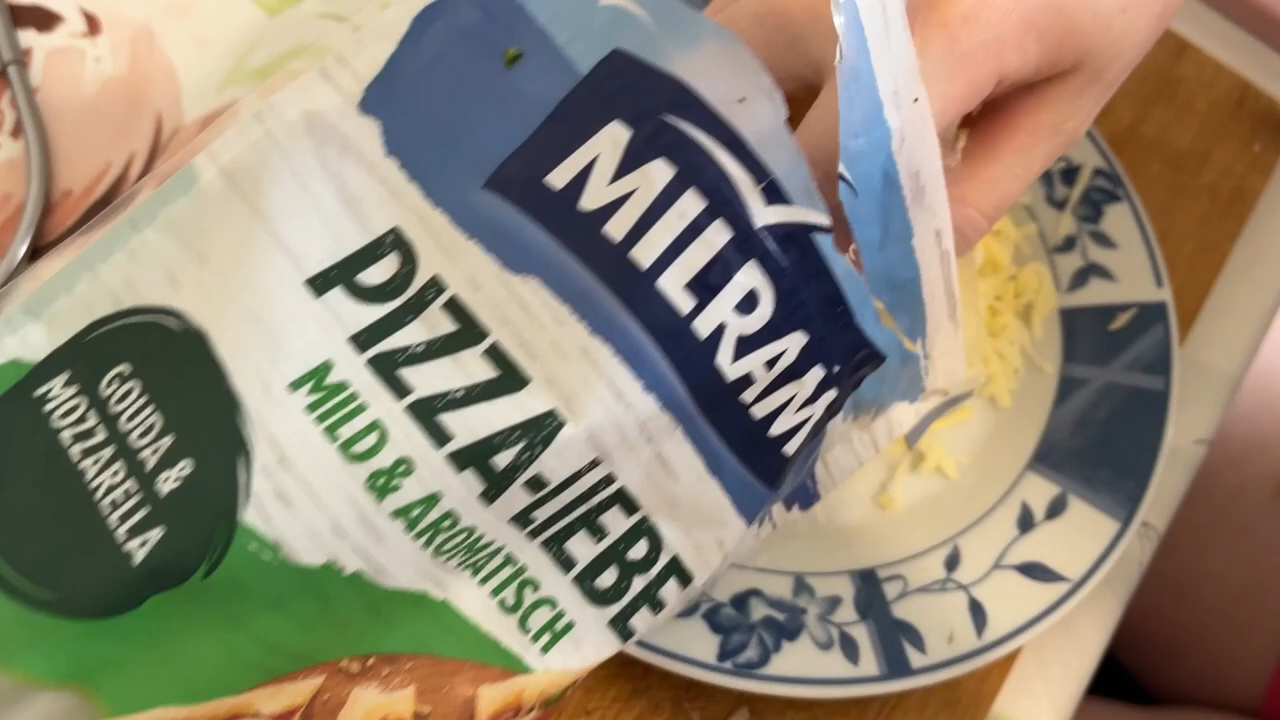 MILRAM
PIZZA-LIEBE
MILD & AROMATISCH
GOUDA &
MOZZARELLA